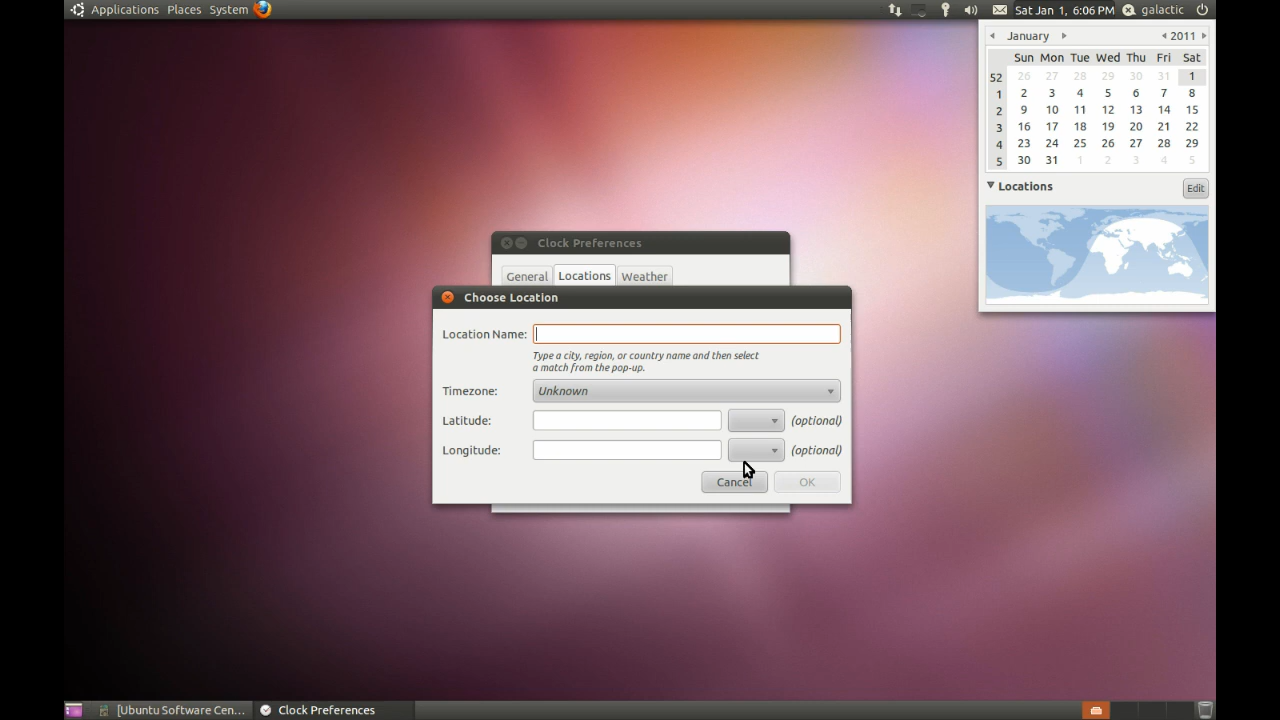 Applications Places System Sat Jan 1, 6:06 PM galactic
January 2011
Sun Mon Tue Wed Thu Fri Sat
52 26 27 28 29 30 31 1
1 2 3 4 5 6 7 8
2 9 10 11 12 13 14 15
3 16 17 18 19 20 21 22
4 23 24 25 26 27 28 29
5 30 31 1 2 3 4 5
Locations Edit
Clock Preferences
General Locations Weather
Choose Location
Location Name:
Type a city, region, or country name and then select
a match from the pop-up.
Timezone: Unknown
Latitude: (optional)
Longitude: (optional)
Cancel OK
[Ubuntu Software Cen... Clock Preferences